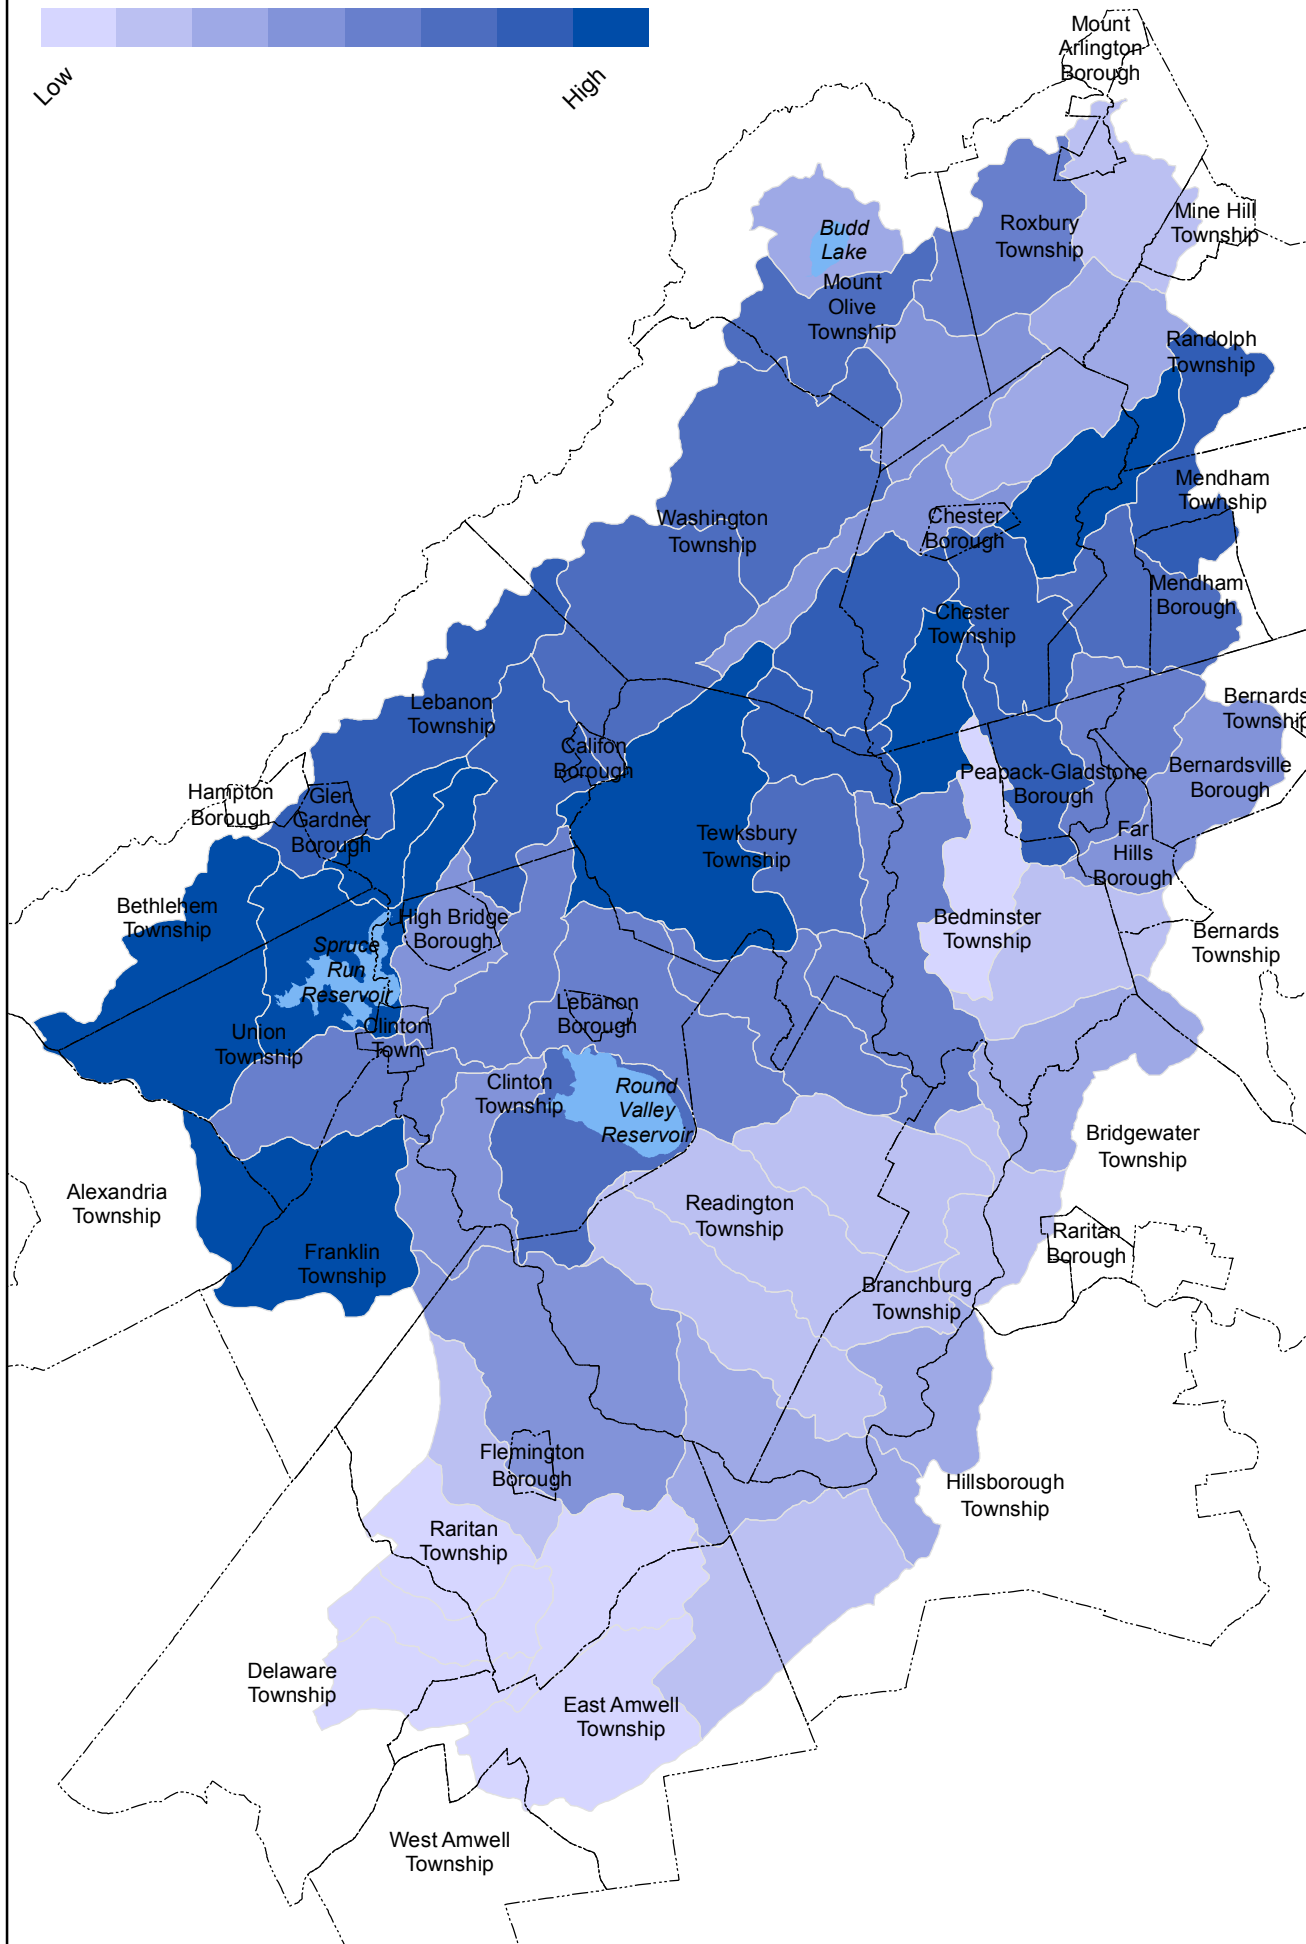 Low
High
Mount
Arlington
Borough
Mine Hill
Township
Roxbury
Township
Budd
Lake
Mount
Olive
Township
Randolph
Township
Mendham
Township
Washington
Township
Chester
Borough
Mendham
Borough
Chester
Township
Lebanon
Township
Bernards
Township
Califon
Borough
Peapack-Gladstone
Borough
Bernardsville
Borough
Hampton
Borough
Glen
Gardner
Borough
Tewksbury
Township
Far
Hills
Borough
Bethlehem
Township
High Bridge
Borough
Bedminster
Township
Bernards
Township
Spruce
Run
Reservoir
Lebanon
Borough
Union
Township
Clinton
Town
Clinton
Township
Round
Valley
Reservoir
Bridgewater
Township
Alexandria
Township
Readington
Township
Raritan
Borough
Franklin
Township
Branchburg
Township
Flemington
Borough
Hillsborough
Township
Raritan
Township
Delaware
Township
East Amwell
Township
West Amwell
Township